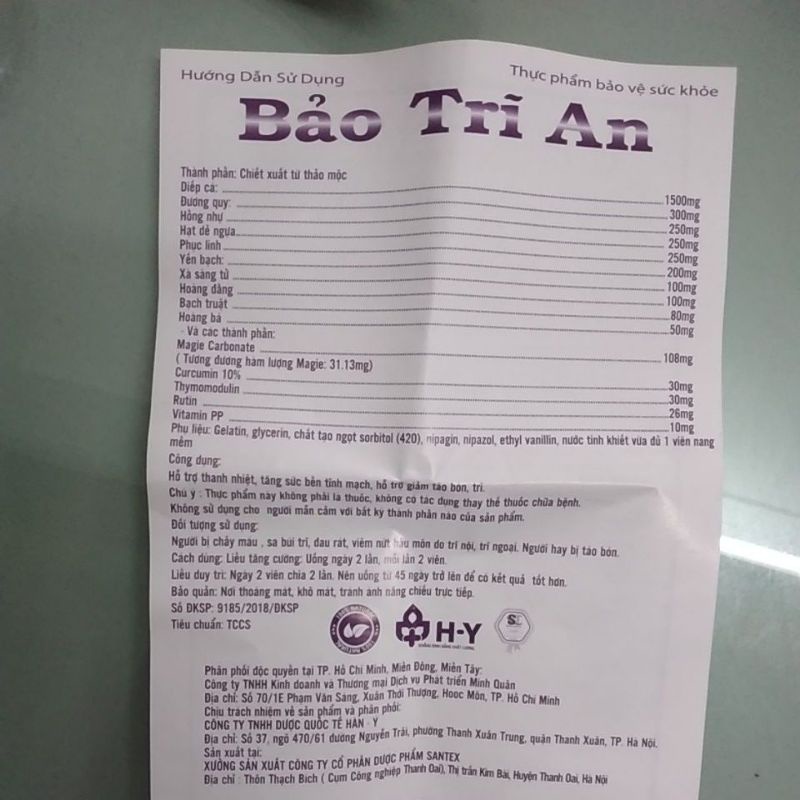 Hướng Dẫn Sử Dụng
Thực phẩm bảo vệ sức khỏe
Bảo Trĩ An
Thành phần: Chiết xuất từ thảo mộc
Diếp cá: 1500mg
Đương quy: 300mg
Hồng nhự 250mg
Hạt dẻ ngựa 250mg
Phục linh 250mg
Yến bạch: 200mg
Xà sàng tử 100mg
Hoàng đằng 100mg
Bạch truật 80mg
Hoàng bá 50mg
- Và các thành phần:
Magie Carbonate 108mg
( Tương đương hàm lượng Magie: 31.13mg)
Curcumin 10% 30mg
Thymomodulin 30mg
Rutin 26mg
Vitamin PP 10mg
Phụ liệu: Gelatin, glycerin, chất tạo ngọt sorbitol (420), nipagin, nipazol, ethyl vanillin, nước tinh khiết vừa đủ 1 viên nang
mềm
Công dụng:
Hỗ trợ thanh nhiệt, tăng sức bền tĩnh mạch, hỗ trợ giảm táo bón, trĩ.
Chú ý : Thực phẩm này không phải là thuốc, không có tác dụng thay thế thuốc chữa bệnh.
Không sử dụng cho người mẫn cảm với bất kỳ thành phần nào của sản phẩm.
Đối tượng sử dụng:
Người bị chảy máu , sa búi trĩ, đau rát, viêm nứt hậu môn do trĩ nội, trĩ ngoại. Người hay bị táo bón.
Cách dùng: Liều tăng cường: Uống ngày 2 lần, mỗi lần 2 viên.
Liều duy trì: Ngày 2 viên chia 2 lần. Nên uống từ 45 ngày trở lên để có kết quả tốt hơn.
Bảo quản: Nơi thoáng mát, khô mát, tránh ánh nắng chiếu trực tiếp.
Số ĐKSP: 9185/2018/ĐKSP
Tiêu chuẩn: TCCS
H-Y
Phân phối độc quyền tại TP. Hồ Chí Minh, Miền Đông, Miền Tây:
Công ty TNHH Kinh doanh và Thương mại Dịch vụ Phát triển Minh Quân
Địa chỉ: Số 70/1E Phạm Văn Sáng, Xuân Thới Thượng, Hooc Môn, TP. Hồ Chí Minh
Chịu trách nhiệm về sản phẩm và phân phối:
CÔNG TY TNHH DƯỢC QUỐC TẾ HÀN - Ý
Địa chỉ: Số 37, ngõ 470/61 đường Nguyễn Trãi, phường Thanh Xuân Trung, quận Thanh Xuân, TP. Hà Nội.
Sản xuất tại:
XƯỞNG SẢN XUẤT CÔNG TY CỔ PHẦN DƯỢC PHẨM SANTEX
Địa chỉ : Thôn Thạch Bích ( Cụm Công nghiệp Thanh Oai), Thị trấn Kim Bài, Huyện Thanh Oai, Hà Nội